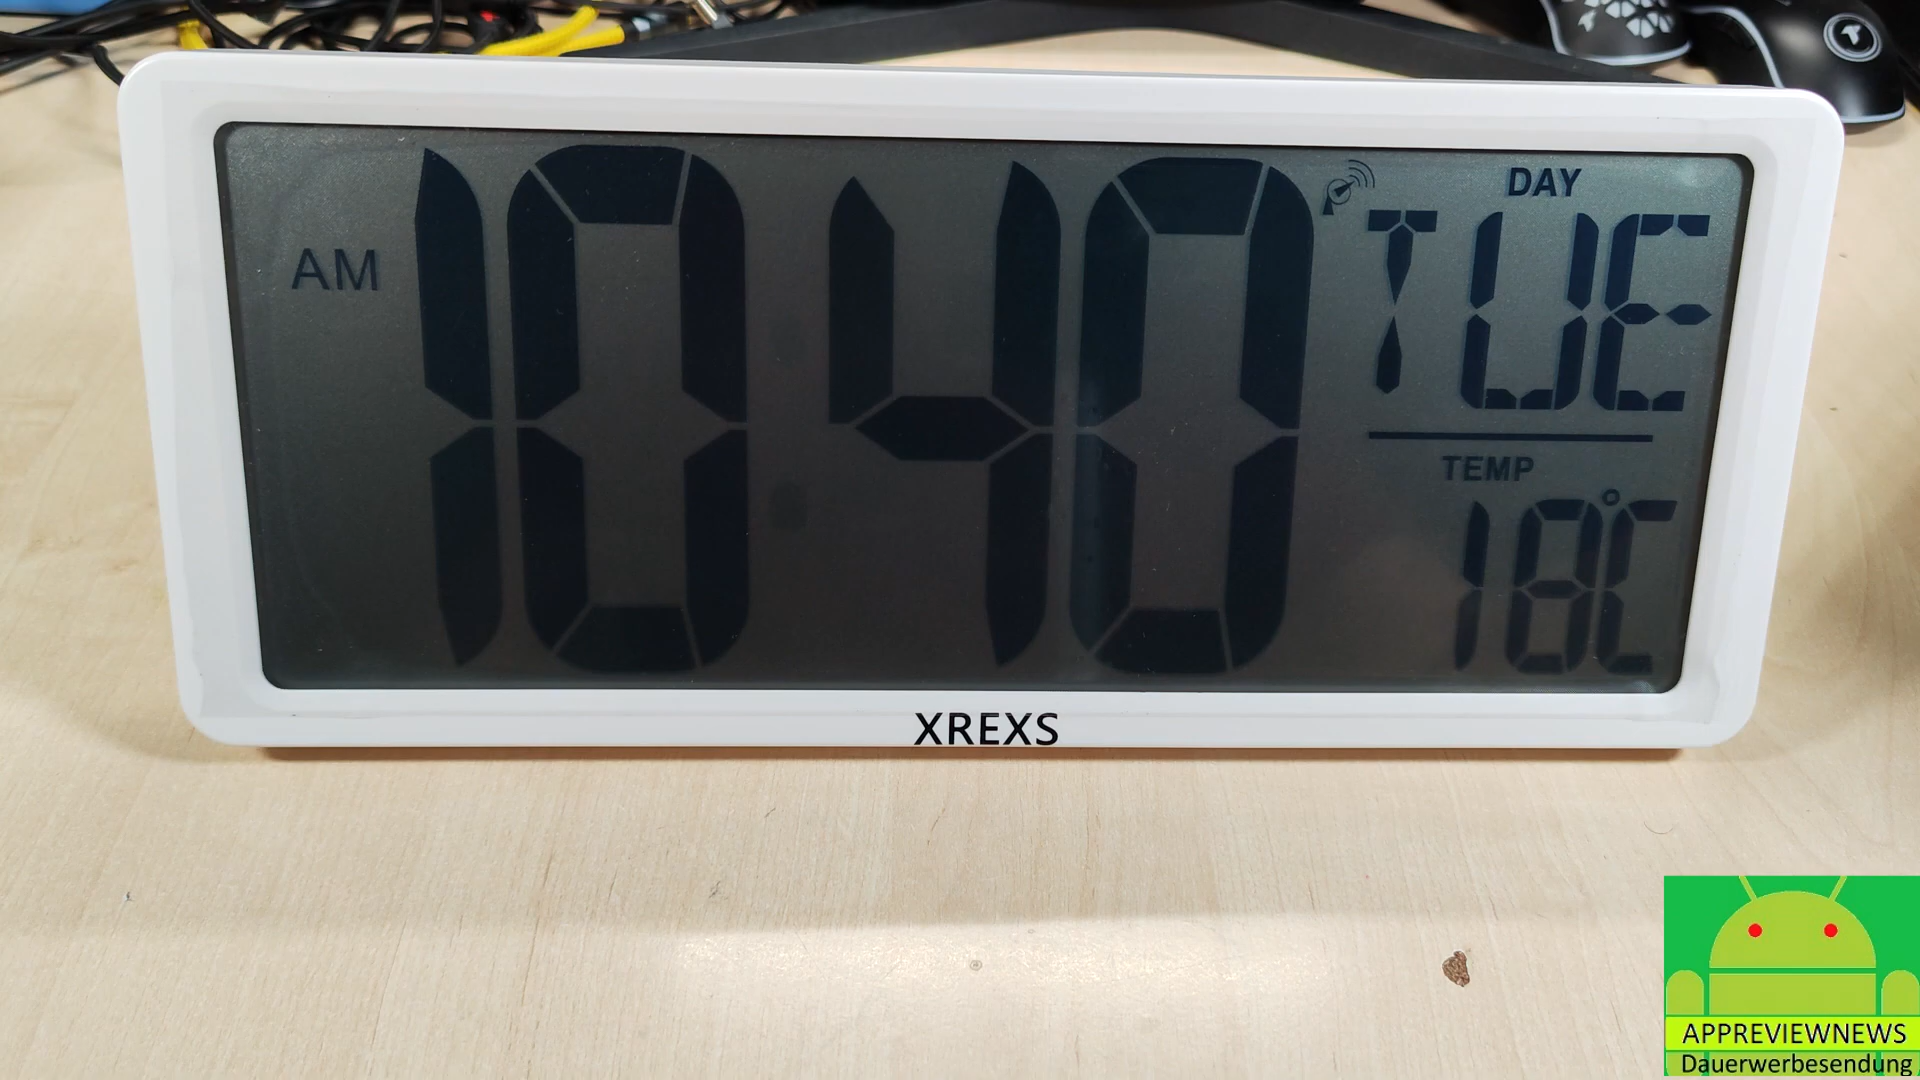 AM
10:40
DAY
TUE
TEMP
18°C
XREXS
APPREVIEWNEWS
Dauerwerbesendung